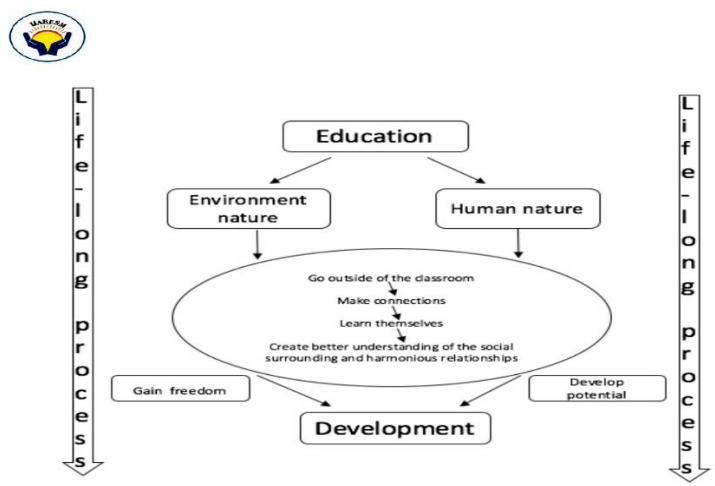 UARESM
Life-long process
Life-long process
Education
Environment
nature
Human nature
Go outside of the classroom
Make connections
Learn themselves
Create better understanding of the social
surrounding and harmonious relationships
Gain freedom
Develop
potential
Development